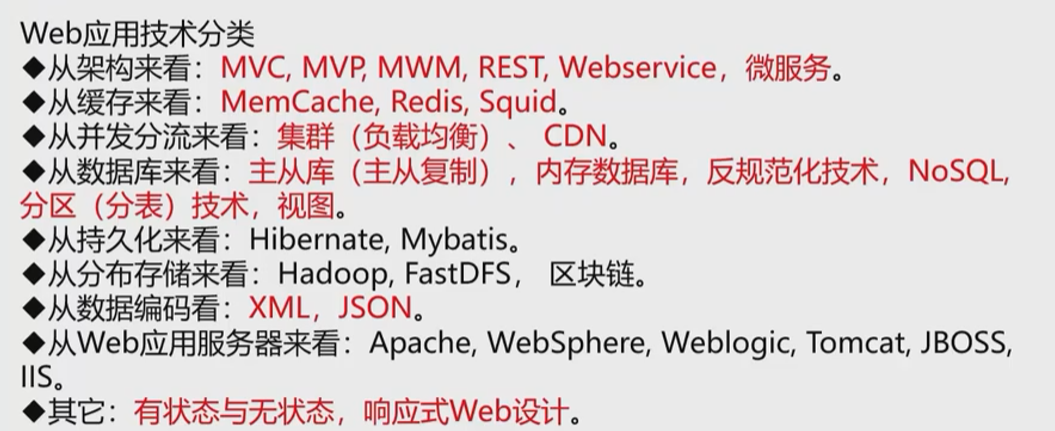 Web应用技术分类
◆从架构来看：MVC, MVP, MWM, REST, Webservice，微服务。
◆从缓存来看：MemCache, Redis, Squid。
◆从并发分流来看：集群（负载均衡）、 CDN。
◆从数据库来看：主从库（主从复制），内存数据库，反规范化技术，NoSQL,
分区（分表）技术，视图。
◆从持久化来看：Hibernate, Mybatis。
◆从分布存储来看：Hadoop, FastDFS， 区块链。
◆从数据编码看：XML，JSON。
◆从Web应用服务器来看：Apache, WebSphere, Weblogic, Tomcat, JBOSS,
IIS。
◆其它：有状态与无状态，响应式Web设计。